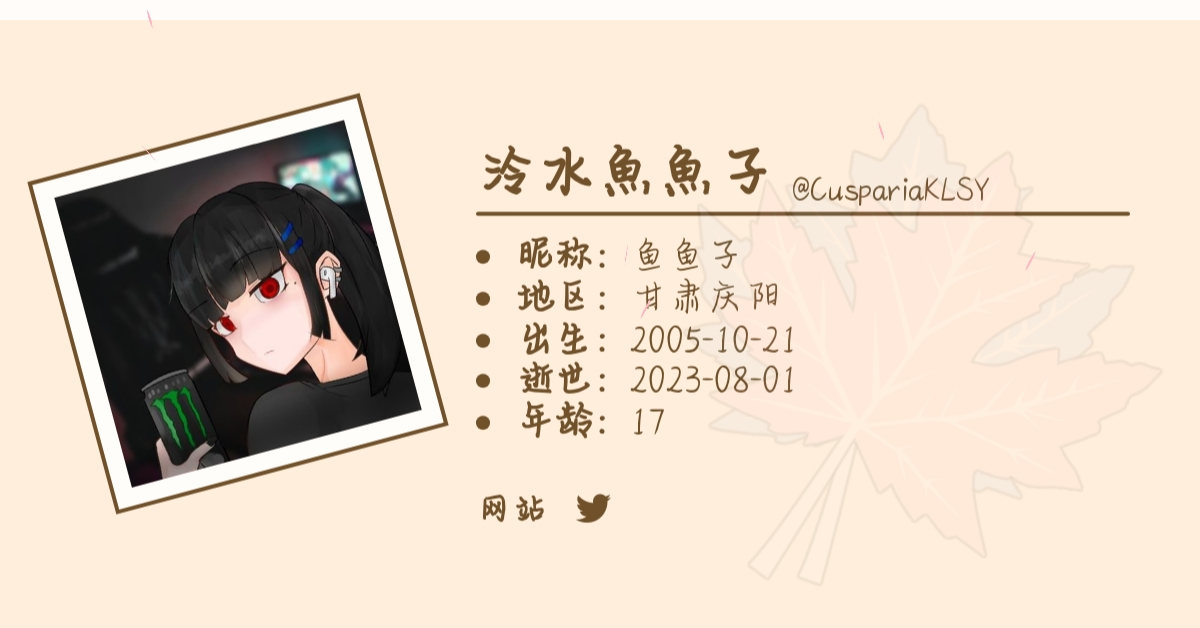 冷水魚魚子 @CuspariaKLSY
昵称: 鱼鱼子
地区: 甘肃庆阳
出生: 2005-10-21
逝世: 2023-08-01
年龄: 17
网站